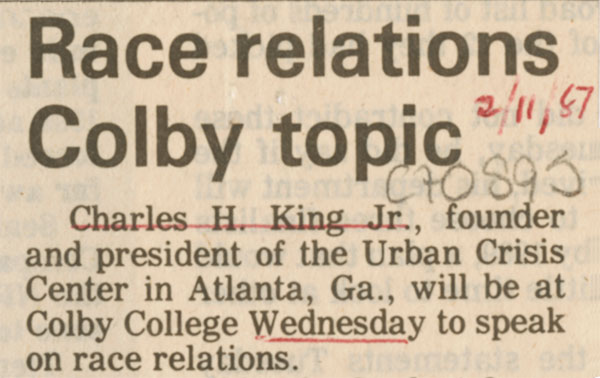 Race relations
Colby topic
2/11/87
C70893
Charles H. King Jr., founder
and president of the Urban Crisis
Center in Atlanta, Ga., will be at
Colby College Wednesday to speak
on race relations.